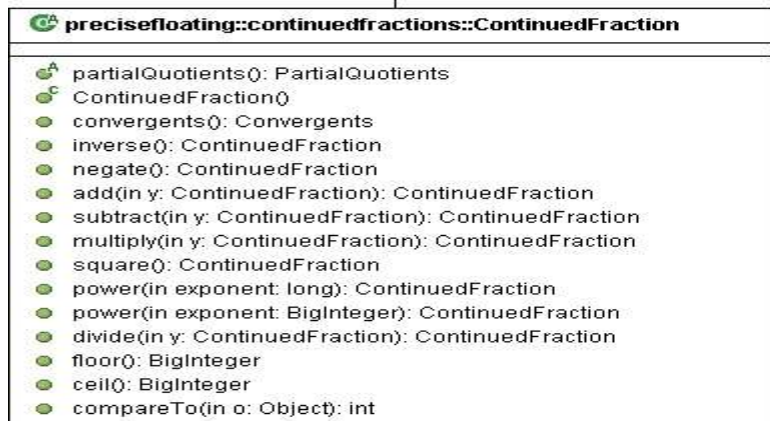 precisefloating::continuedfractions::ContinuedFraction
partialQuotients(): PartialQuotients
ContinuedFraction()
convergents(): Convergents
inverse(): ContinuedFraction
negate(): ContinuedFraction
add(in y: ContinuedFraction): ContinuedFraction
subtract(in y: ContinuedFraction): ContinuedFraction
multiply(in y: ContinuedFraction): ContinuedFraction
square(): ContinuedFraction
power(in exponent: long): ContinuedFraction
power(in exponent: BigInteger): ContinuedFraction
divide(in y: ContinuedFraction): ContinuedFraction
floor(): BigInteger
ceil(): BigInteger
compareTo(in o: Object): int